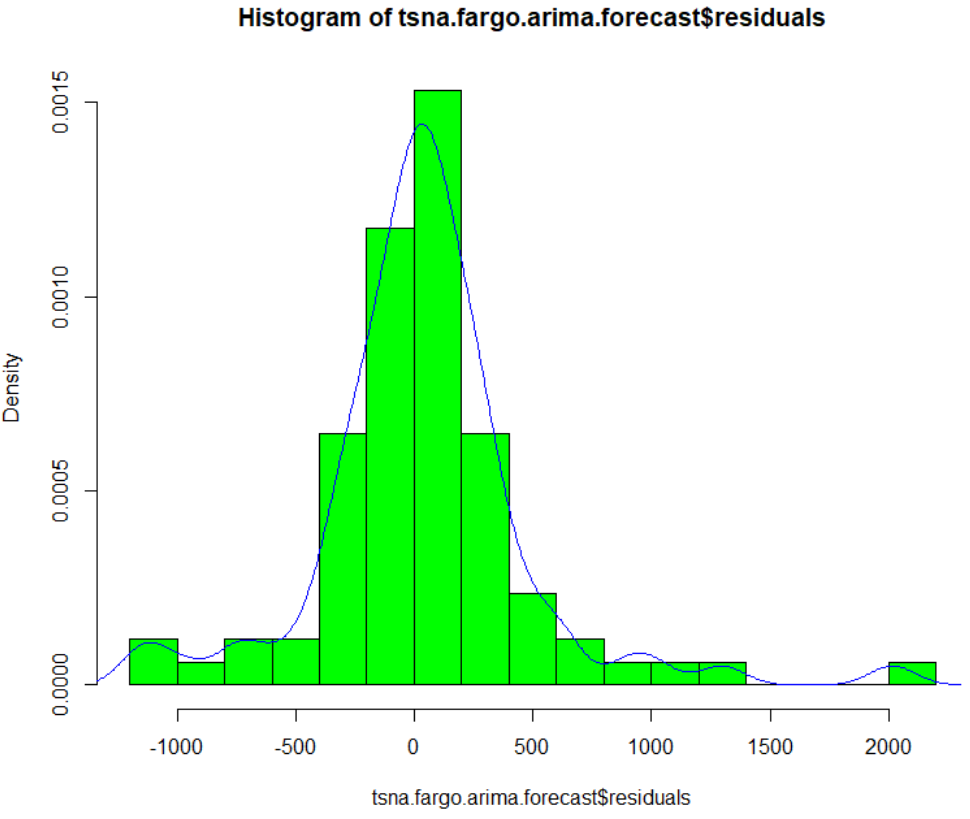 Histogram of tsna.fargo.arima.forecast$residuals
Density
0.0015
0.0010
0.0005
0.0000
-1000 -500 0 500 1000 1500 2000
tsna.fargo.arima.forecast$residuals